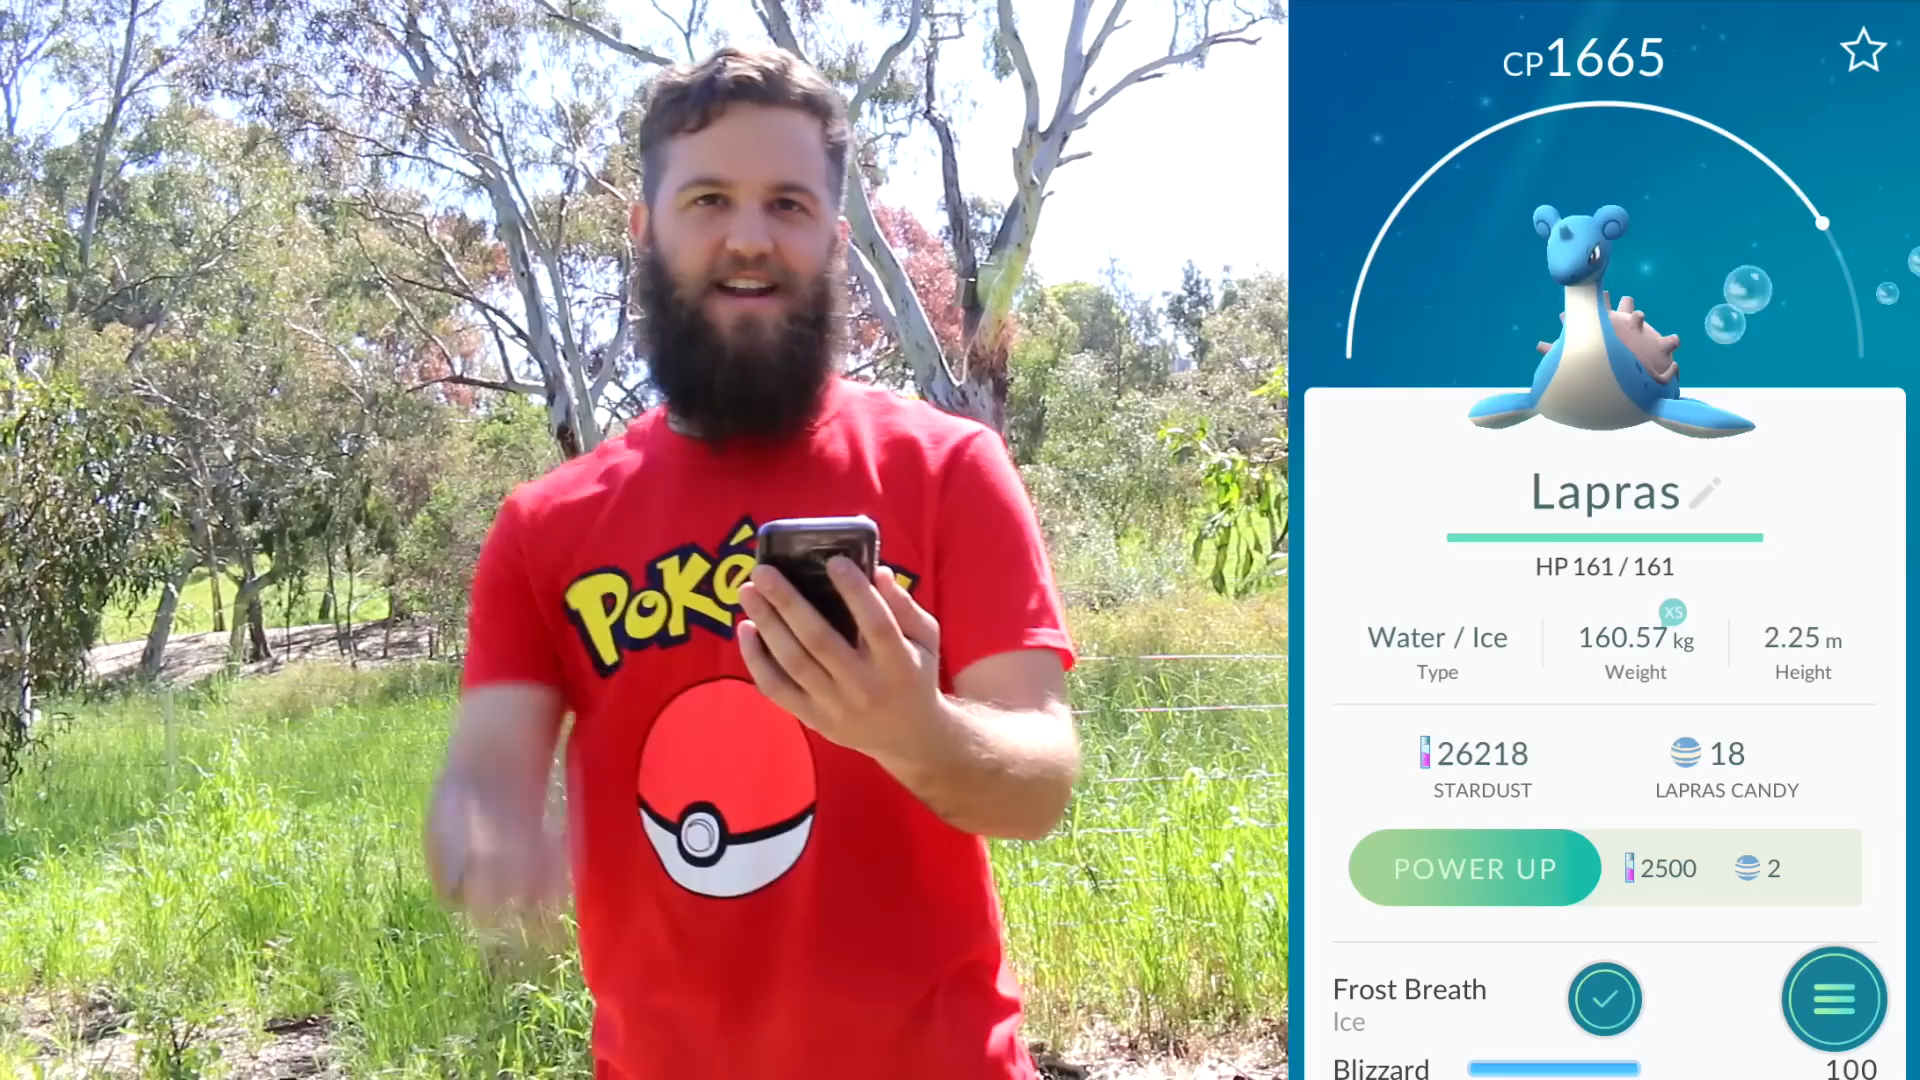 POKé
CP1665
Lapras
HP 161 / 161
XS
Water / Ice
160.57 kg
2.25 m
Type
Weight
Height
26218
18
STARDUST
LAPRAS CANDY
POWER UP
2500
2
Frost Breath
Ice
Blizzard
100